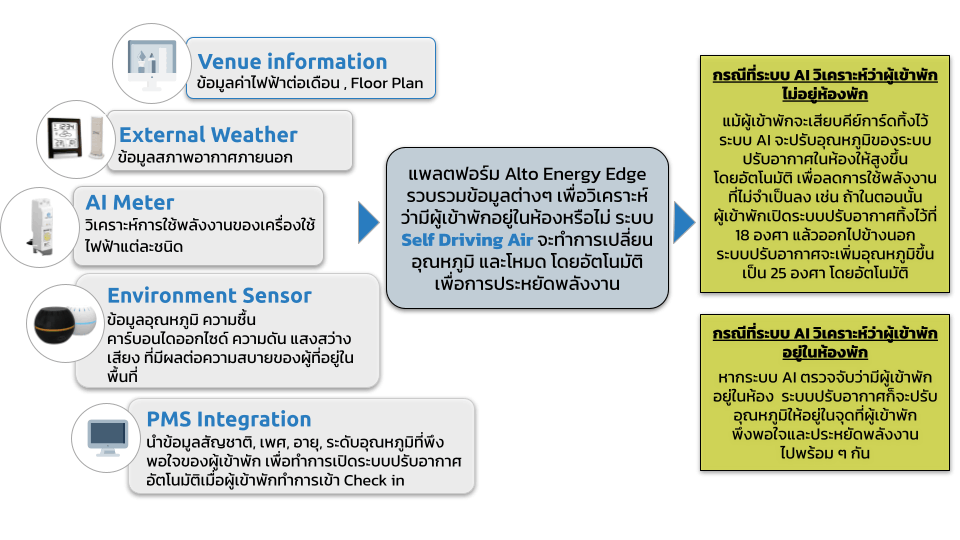 Venue information
ข้อมูลค่าไฟฟ้าต่อเดือน , Floor Plan
External Weather
ข้อมูลสภาพอากาศภายนอก
AI Meter
วิเคราะห์การใช้พลังงานของเครื่องใช้
ไฟฟ้าแต่ละชนิด
Environment Sensor
ข้อมูลอุณหภูมิ ความชื้น
คาร์บอนไดออกไซด์ ความดัน แสงสว่าง
เสียง ที่มีผลต่อความสบายของผู้ที่อยู่ใน
พื้นที่
PMS Integration
นำข้อมูลสัญชาติ, เพศ, อายุ, ระดับอุณหภูมิที่พึง
พอใจของผู้เข้าพัก เพื่อทำการเปิดระบบปรับอากาศ
อัตโนมัติเมื่อผู้เข้าพักทำการเข้า Check in
แพลตฟอร์ม Alto Energy Edge
รวบรวมข้อมูลต่างๆ เพื่อวิเคราะห์
ว่ามีผู้เข้าพักอยู่ในห้องหรือไม่ ระบบ
Self Driving Air จะทำการเปลี่ยน
อุณหภูมิ และโหมด โดยอัตโนมัติ
เพื่อการประหยัดพลังงาน
กรณีที่ระบบ AI วิเคราะห์ว่าผู้เข้าพัก
ไม่อยู่ห้องพัก
แม้ผู้เข้าพักจะเสียบคีย์การ์ดทิ้งไว้
ระบบ AI จะปรับอุณหภูมิของระบบ
ปรับอากาศในห้องให้สูงขึ้น
โดยอัตโนมัติ เพื่อลดการใช้พลังงาน
ที่ไม่จำเป็นลง เช่น ถ้าในตอนนั้น
ผู้เข้าพักเปิดระบบปรับอากาศทิ้งไว้ที่
18 องศา แล้วออกไปข้างนอก
ระบบปรับอากาศจะเพิ่มอุณหภูมิขึ้น
เป็น 25 องศา โดยอัตโนมัติ
กรณีที่ระบบ AI วิเคราะห์ว่าผู้เข้าพัก
อยู่ในห้องพัก
หากระบบ AI ตรวจจับว่ามีผู้เข้าพัก
อยู่ในห้อง ระบบปรับอากาศก็จะปรับ
อุณหภูมิให้อยู่ในจุดที่ผู้เข้าพัก
พึงพอใจและประหยัดพลังงาน
ไปพร้อม ๆ กัน